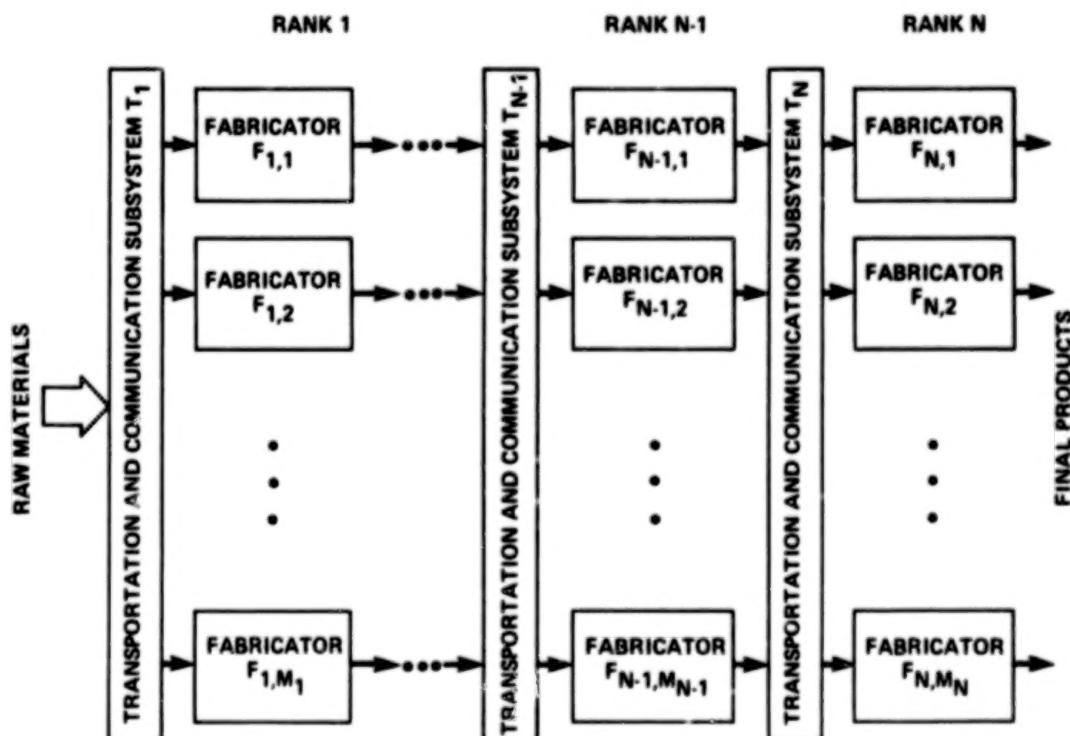 RANK 1
RANK N-1
RANK N
RAW MATERIALS
TRANSPORTATION AND COMMUNICATION SUBSYSTEM T1
FABRICATOR
F1,1
FABRICATOR
F1,2
FABRICATOR
F1,M1
TRANSPORTATION AND COMMUNICATION SUBSYSTEM TN-1
FABRICATOR
FN-1,1
FABRICATOR
FN-1,2
FABRICATOR
FN-1,MN-1
TRANSPORTATION AND COMMUNICATION SUBSYSTEM TN
FABRICATOR
FN,1
FABRICATOR
FN,2
FABRICATOR
FN,MN
FINAL PRODUCTS